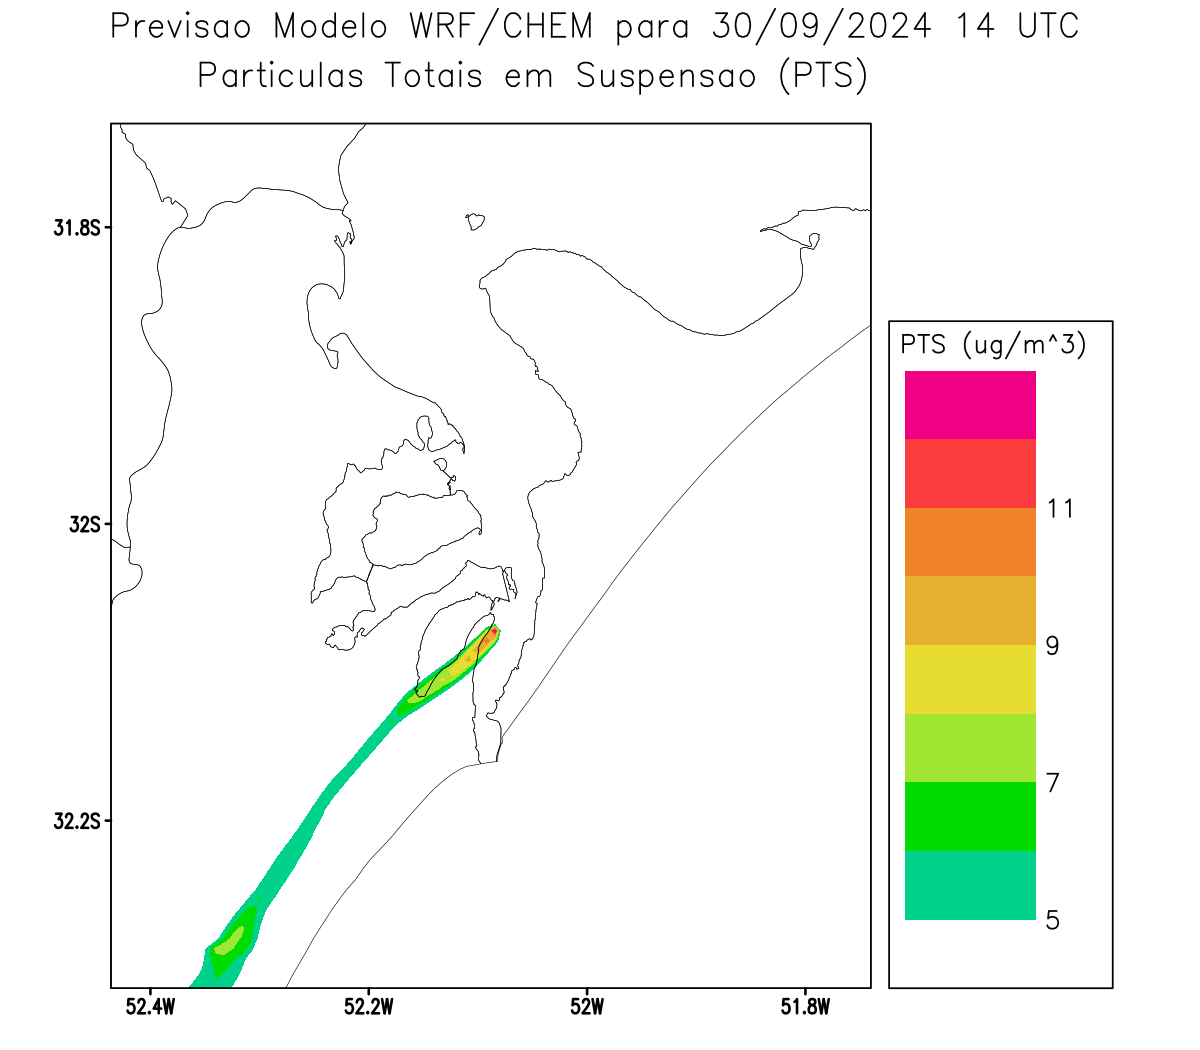 Previsao Modelo WRF/CHEM para 30/09/2024 14 UTC
Particulas Totais em Suspensao (PTS)
31.8S
32S
32.2S
52.4W 52.2W 52W 51.8W
PTS (ug/m^3)
11
9
7
5